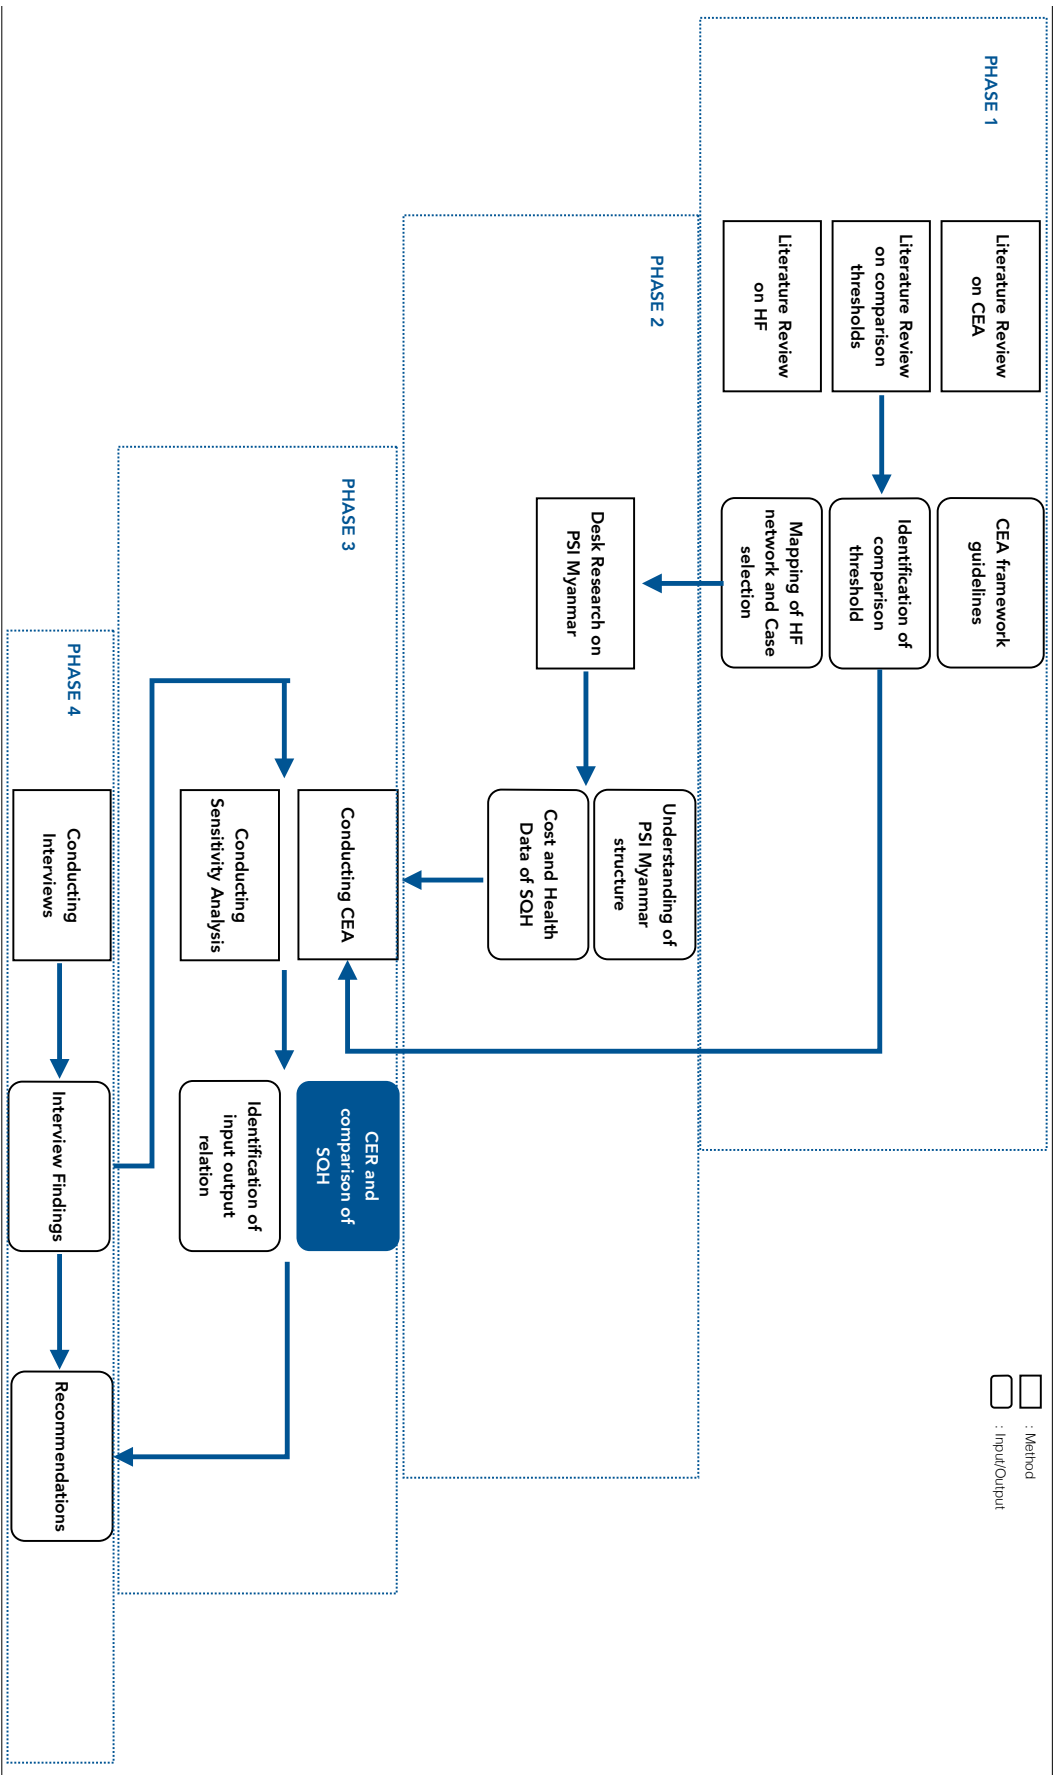 PHASE 1
Literature Review
on CEA
Literature Review
on comparison
thresholds
Literature Review
on HF
CEA framework
guidelines
Identification of
comparison
threshold
Mapping of HF
network and Case
selection
: Method
: Input/Output
PHASE 2
Desk Research on
PSI Myanmar
Understanding of
PSI Myanmar
structure
Cost and Health
Data of SQH
PHASE 3
Conducting CEA
Conducting
Sensitivity Analysis
CER and
comparison of
SQH
Identification of
input output
relation
PHASE 4
Conducting
Interviews
Interview Findings
Recommendations